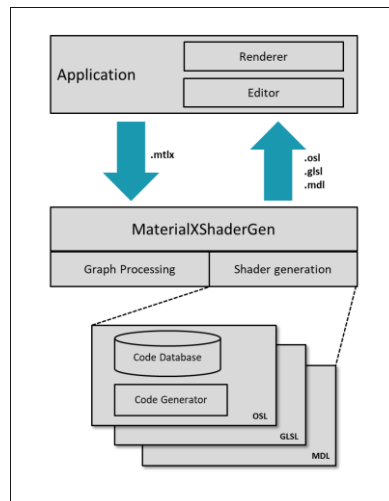 Application
Renderer
Editor
.mtlx
.osl
.glsl
.mdl
MaterialXShaderGen
Graph Processing
Shader generation
Code Database
Code Generator
OSL
GLSL
MDL